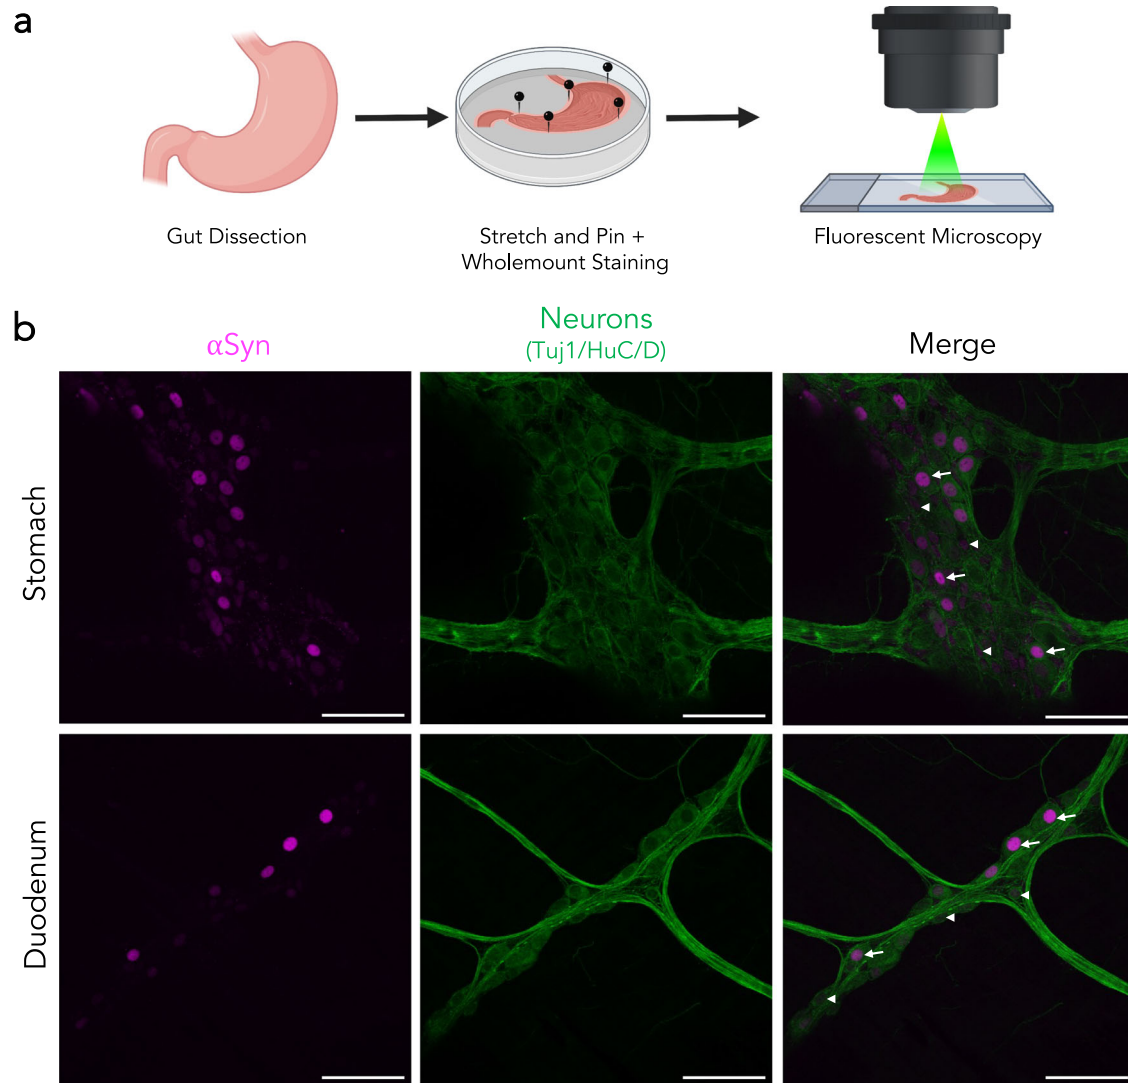 a
Gut Dissection
Stretch and Pin +
Wholemount Staining
Fluorescent Microscopy
b
αSyn
Neurons
(Tuj1/HuC/D)
Merge
Stomach
Duodenum